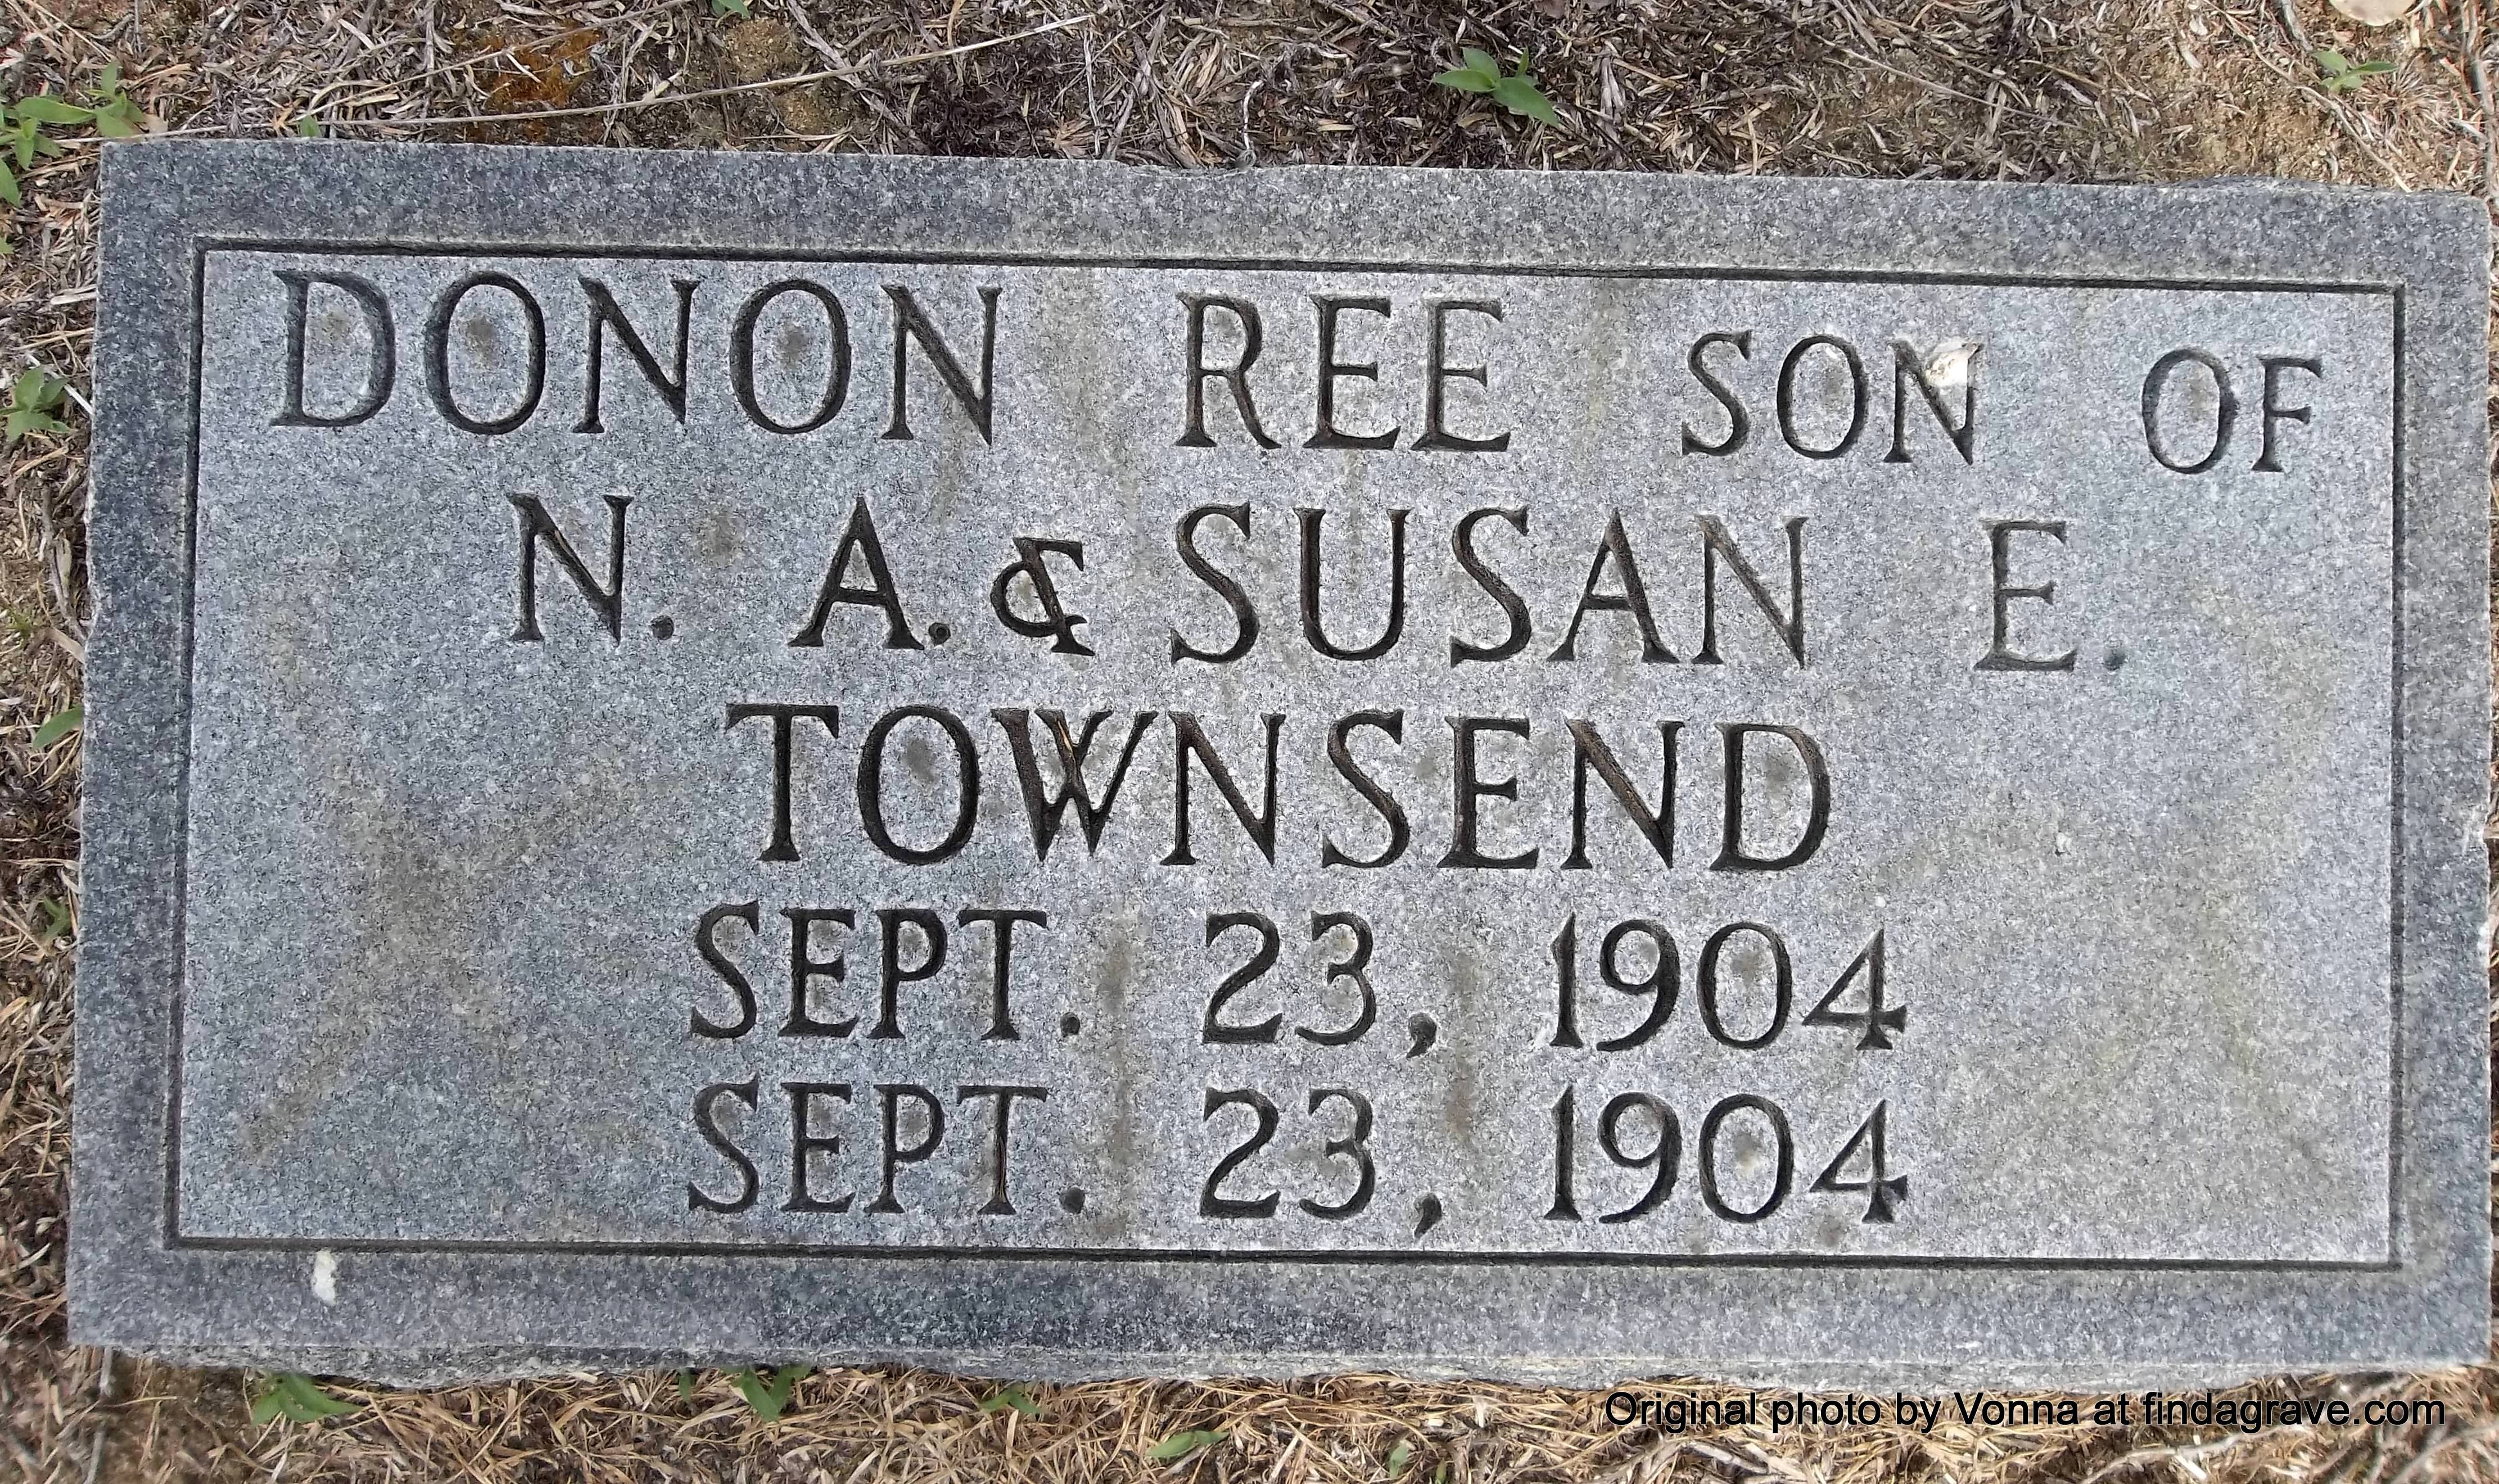 DONON REE SON OF
N. A. & SUSAN E.
TOWNSEND
SEPT. 23, 1904
SEPT. 23, 1904
Original photo by Vonna at findagrave.com